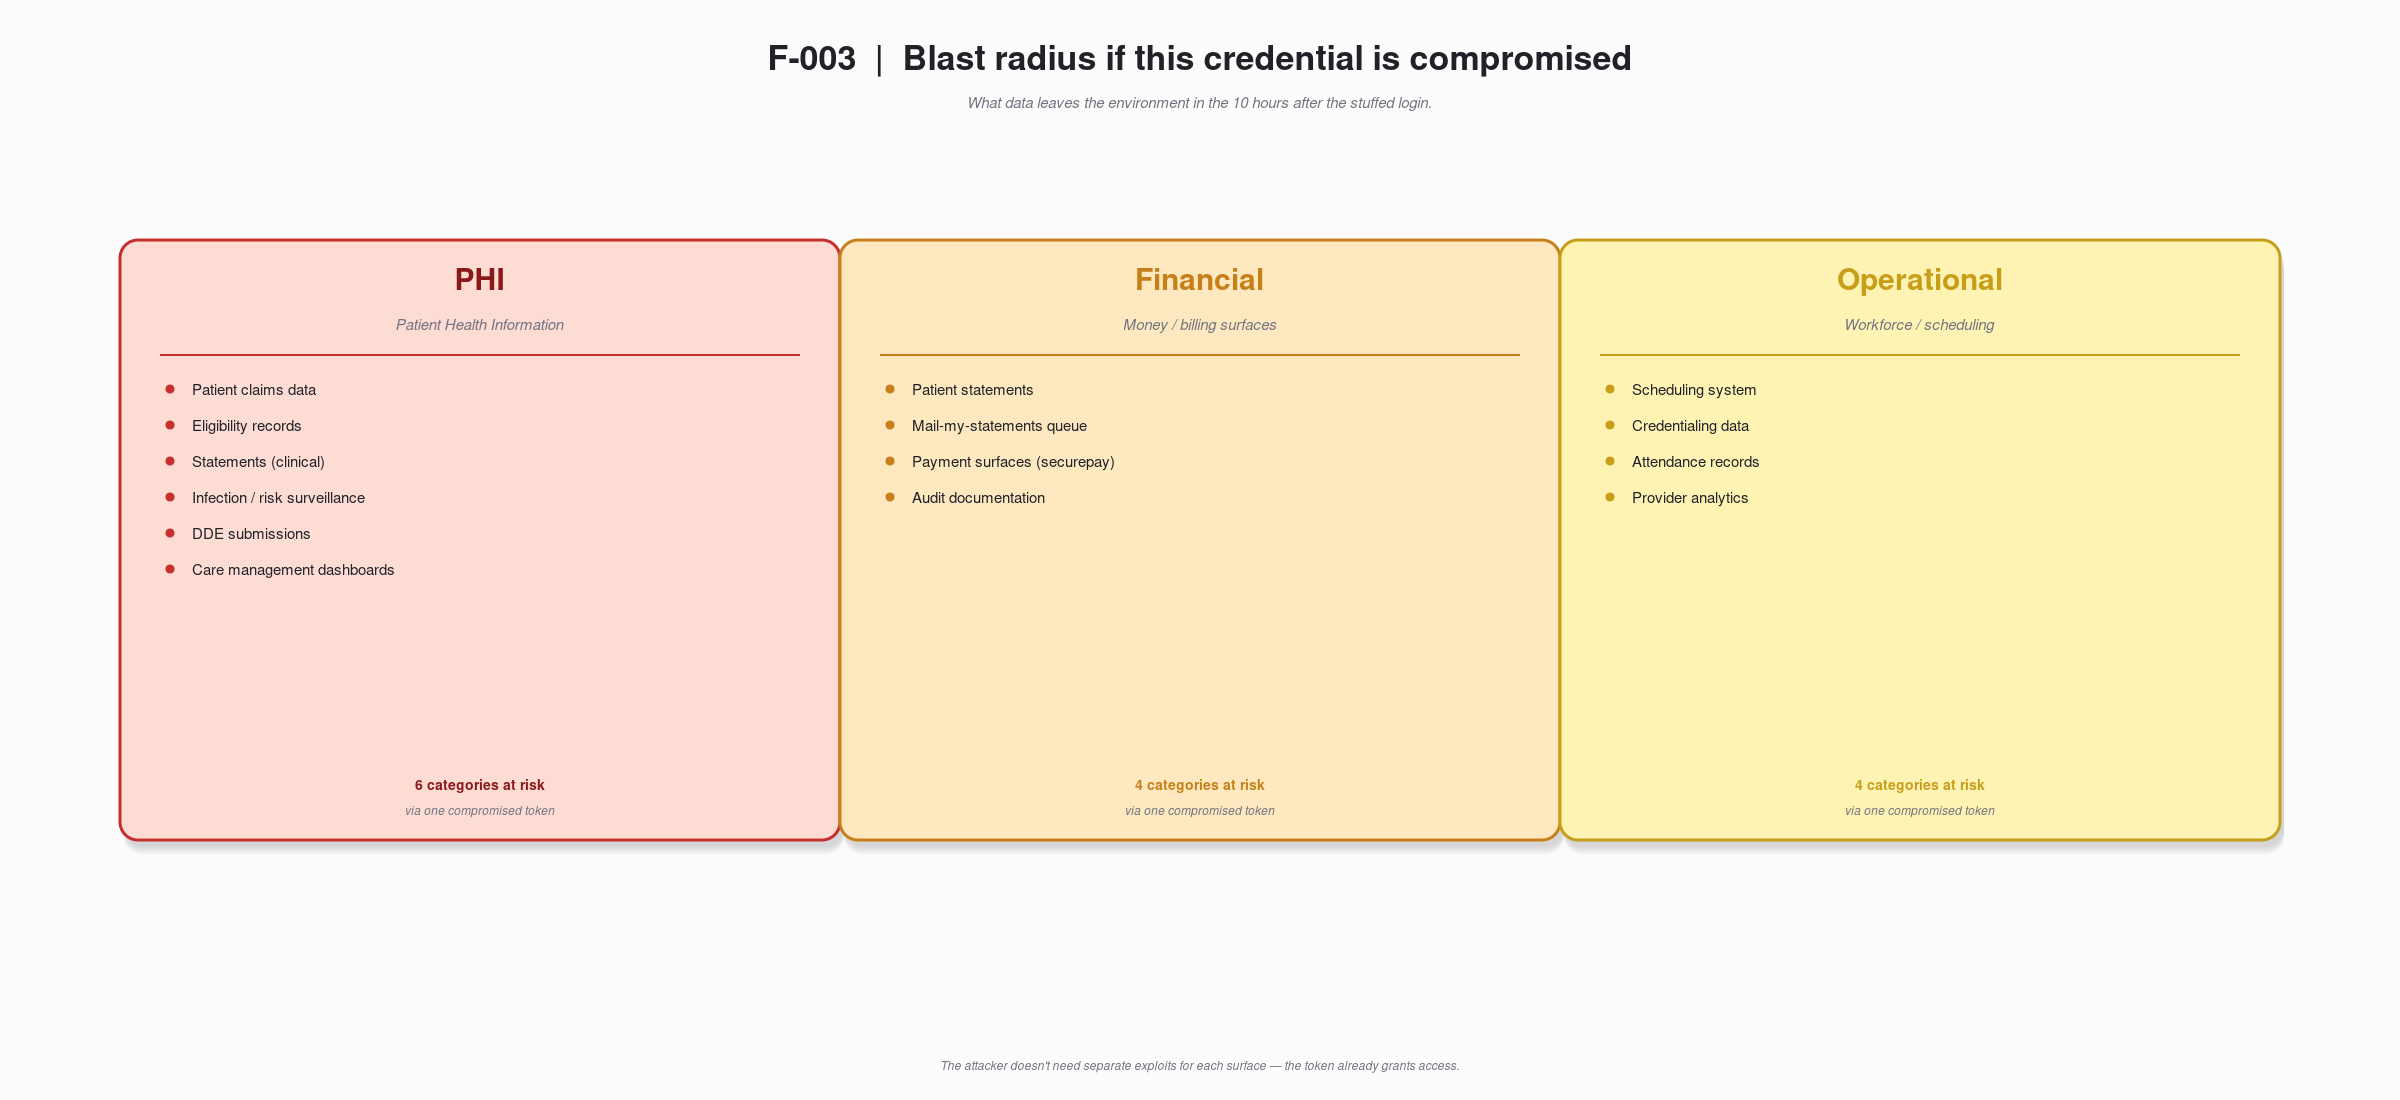 F-003 | Blast radius if this credential is compromised
What data leaves the environment in the 10 hours after the stuffed login.
PHI
Patient Health Information
Patient claims data
Eligibility records
Statements (clinical)
Infection / risk surveillance
DDE submissions
Care management dashboards
6 categories at risk
via one compromised token
Financial
Money / billing surfaces
Patient statements
Mail-my-statements queue
Payment surfaces (securepay)
Audit documentation
4 categories at risk
via one compromised token
Operational
Workforce / scheduling
Scheduling system
Credentialing data
Attendance records
Provider analytics
4 categories at risk
via one compromised token
The attacker doesn't need separate exploits for each surface — the token already grants access.